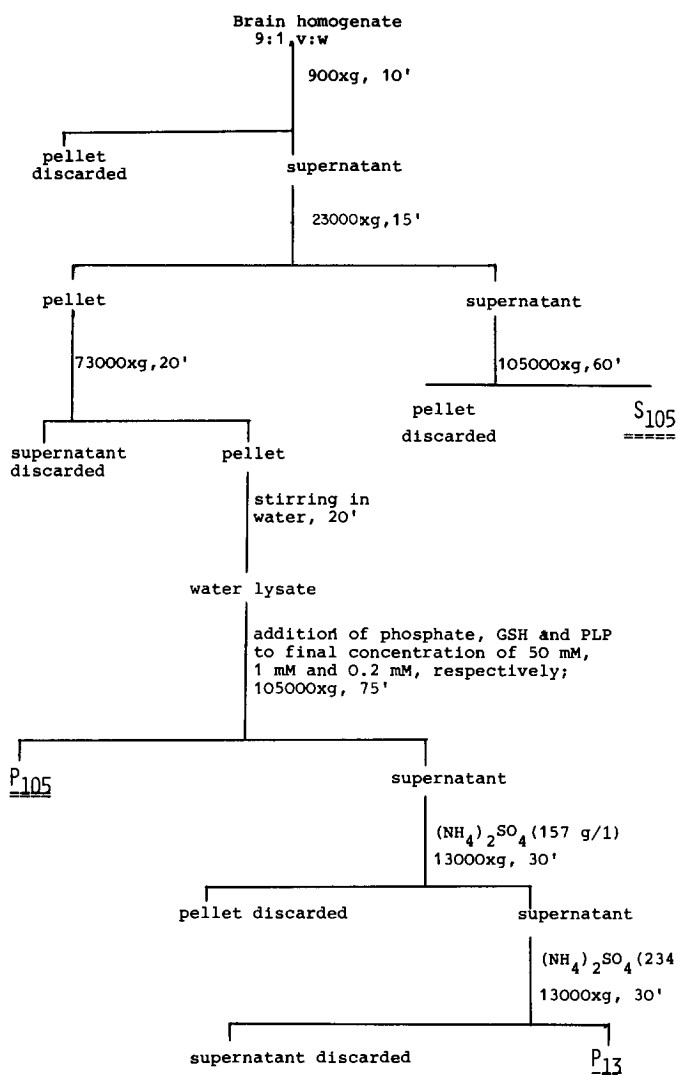 Brain homogenate
9:1 v:w
900xg, 10'
pellet
discarded
supernatant
23000xg,15'
pellet
supernatant
73000xg,20'
105000xg,60'
pellet
discarded
S105
supernatant
discarded
pellet
stirring in
water, 20'
water lysate
addition of phosphate, GSH and PLP
to final concentration of 50 mM,
1 mM and 0.2 mM, respectively;
105000xg, 75'
P105
supernatant
(NH4)2SO4(157 g/l)
13000xg, 30'
pellet discarded
supernatant
(NH4)2SO4(234
13000xg, 30'
supernatant discarded
P13